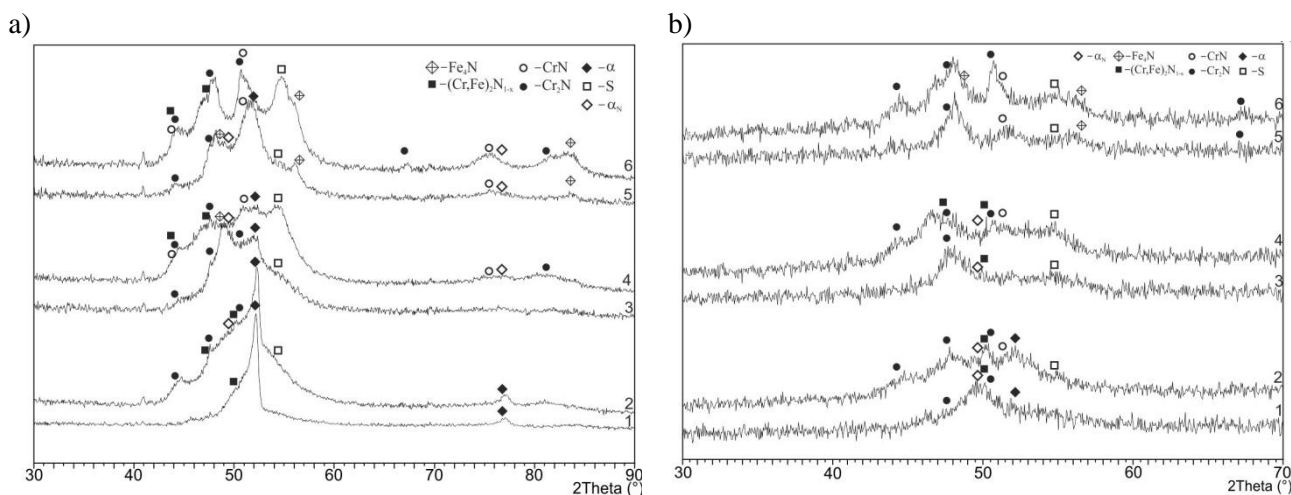 a)
b)
–Fe₄N –CrN –α
–(Cr,Fe)₂N₁₋ₓ –Cr₂N –S
–αN
6
5
4
3
2
1
30 40 50 60 70 80 90
2Theta (°)
–αN –Fe₄N –CrN –α
–(Cr,Fe)₂N₁₋ₓ –Cr₂N –S
6
5
4
3
2
1
30 40 50 60 70
2Theta (°)